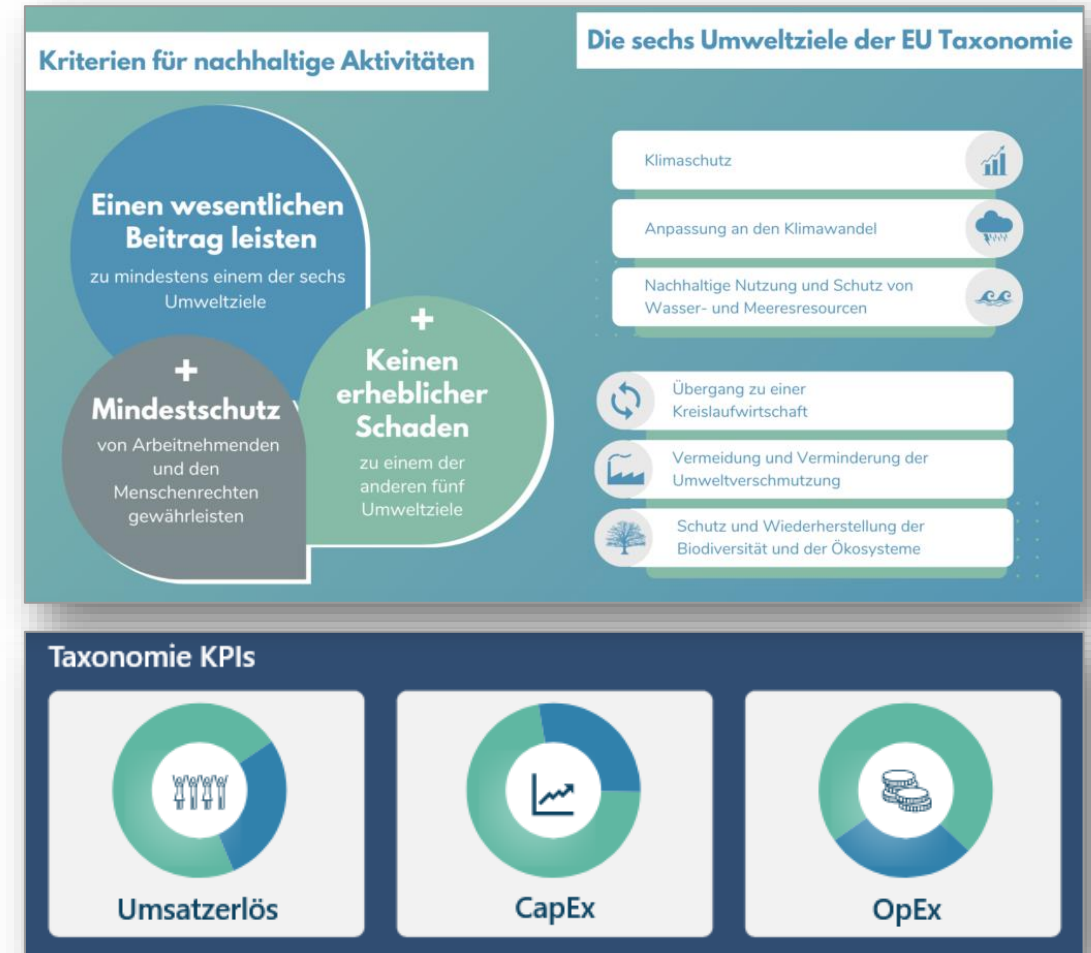 Kriterien für nachhaltige Aktivitäten
Einen wesentlichen
Beitrag leisten
zu mindestens einem der sechs
Umweltziele
+
Mindestschutz
von Arbeitnehmenden
und den
Menschenrechten
gewährleisten
+
Keinen
erheblicher
Schaden
zu einem der
anderen fünf
Umweltziele
Die sechs Umweltziele der EU Taxonomie
Klimaschutz
Anpassung an den Klimawandel
Nachhaltige Nutzung und Schutz von
Wasser- und Meeresresourcen
Übergang zu einer
Kreislaufwirtschaft
Vermeidung und Verminderung der
Umweltverschmutzung
Schutz und Wiederherstellung der
Biodiversität und der Ökosysteme
Taxonomie KPIs
Umsatzerlös
CapEx
OpEx